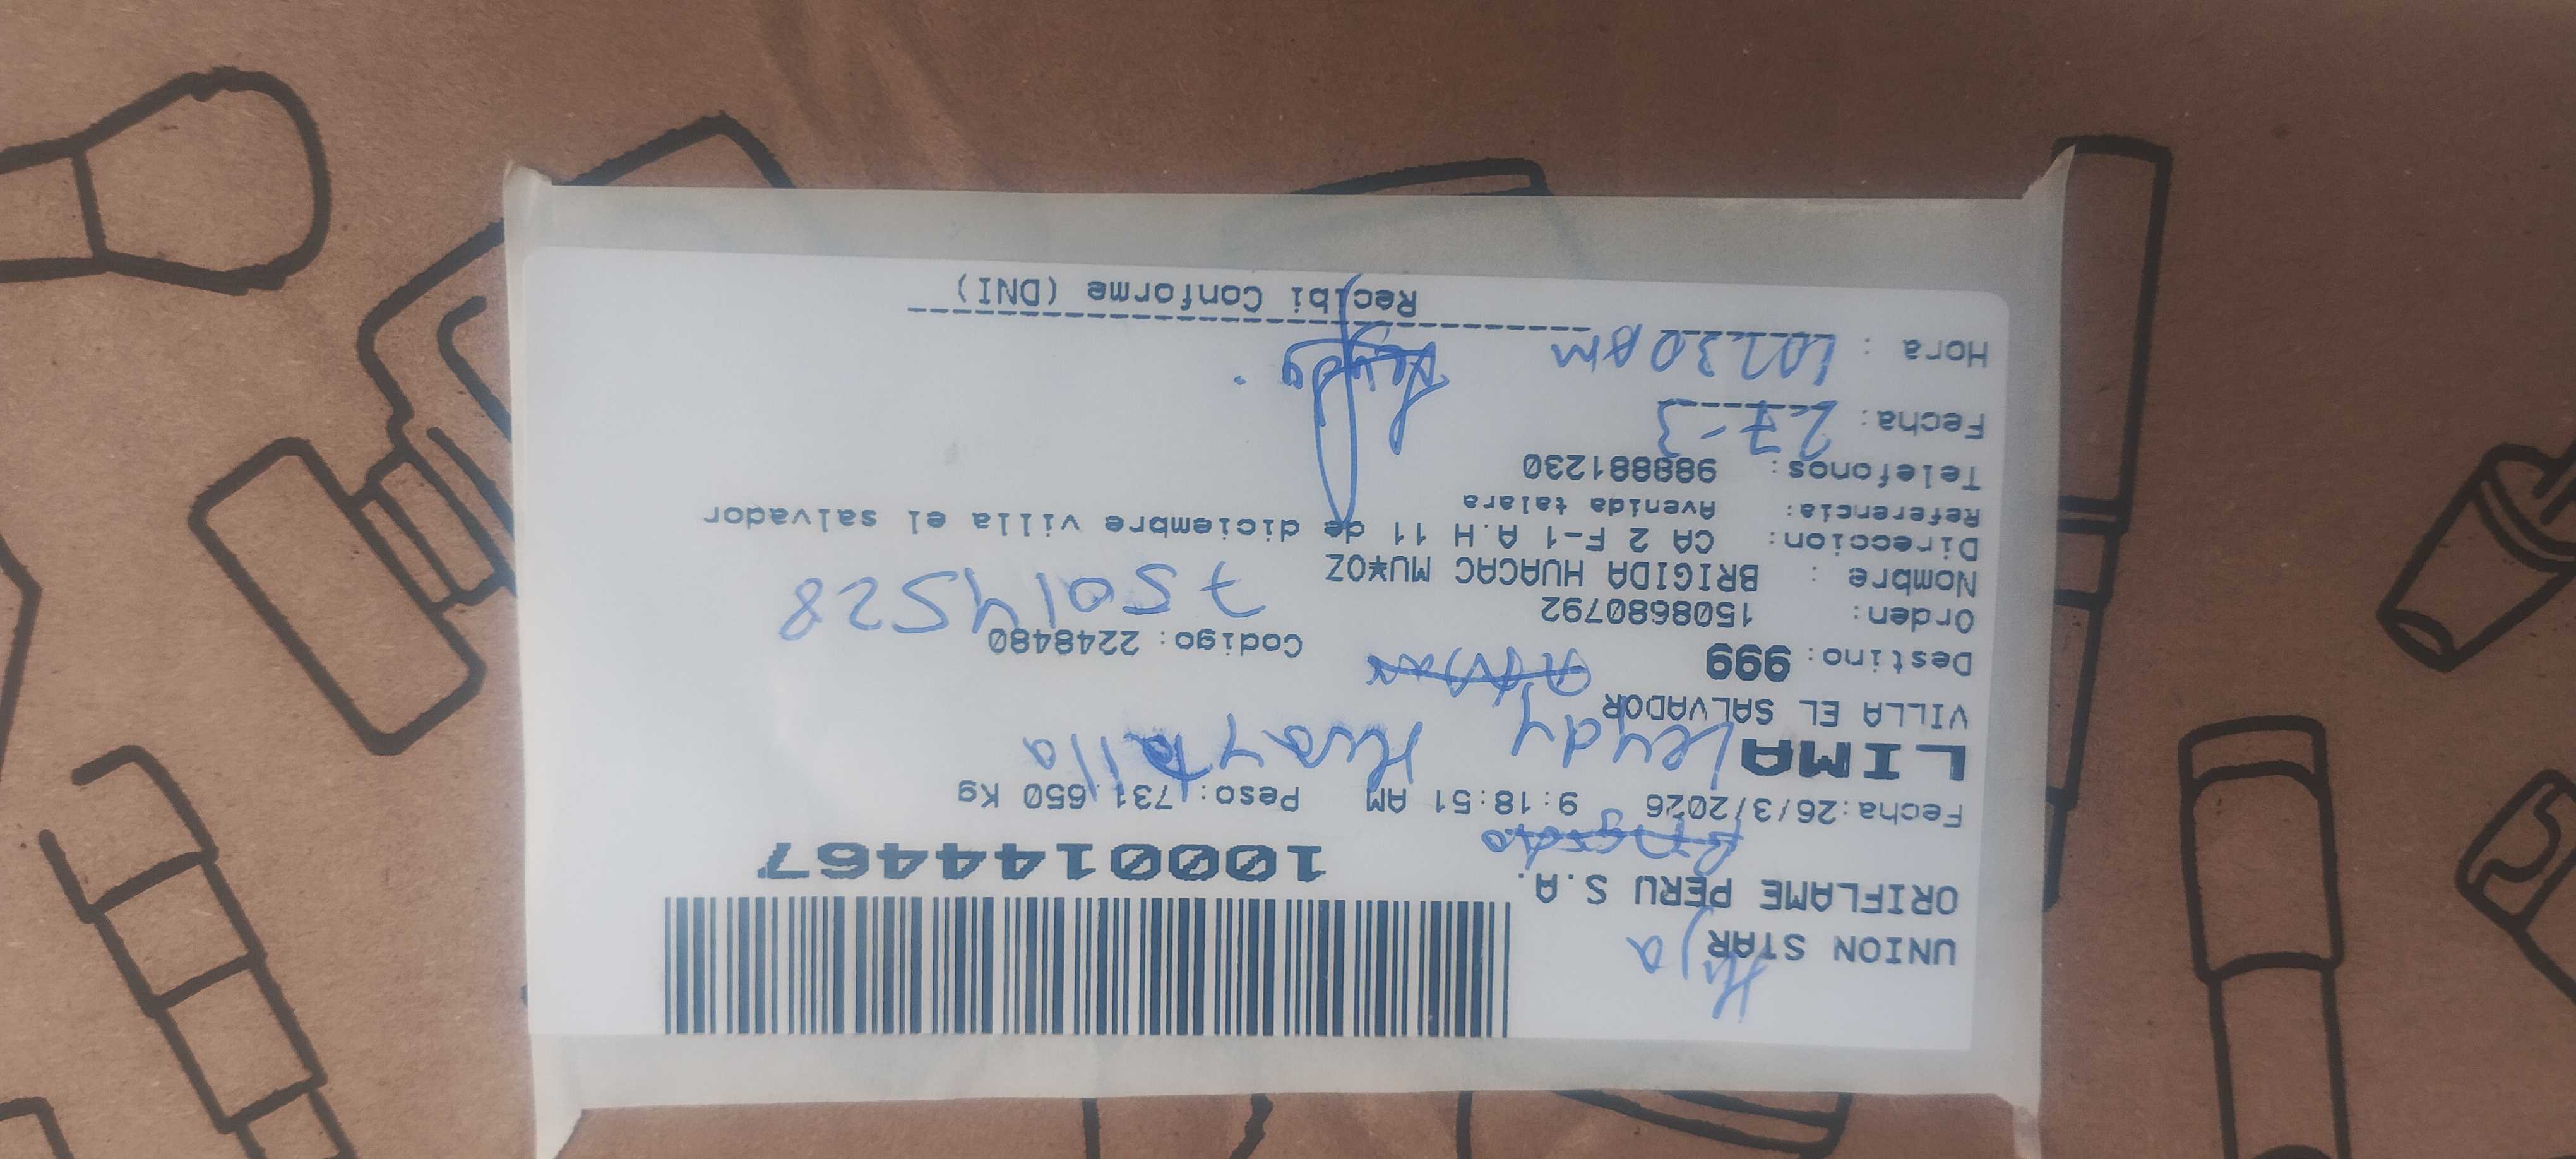 Hija
UNION STAR
ORIFLAME PERU S.A.
1000144467
Fecha:26/3/2026 9:18:51 AM Peso: 731.650 Kg
LIMA Leydy Huaytalla
VILLA EL SALVADOR
Destino: 999 Codigo: 2248480
Orden: 1508680792 75014528
Nombre : BRIGIDA HUACAC MU¥OZ
Direccion: CA 2 F-1 A.H 11 de diciembre villa el salvador
Referencia: Avenida talara
Telefonos: 988881230
Fecha: 27-3
Hora : 10:30 AM Leydy
Recibi Conforme (DNI)